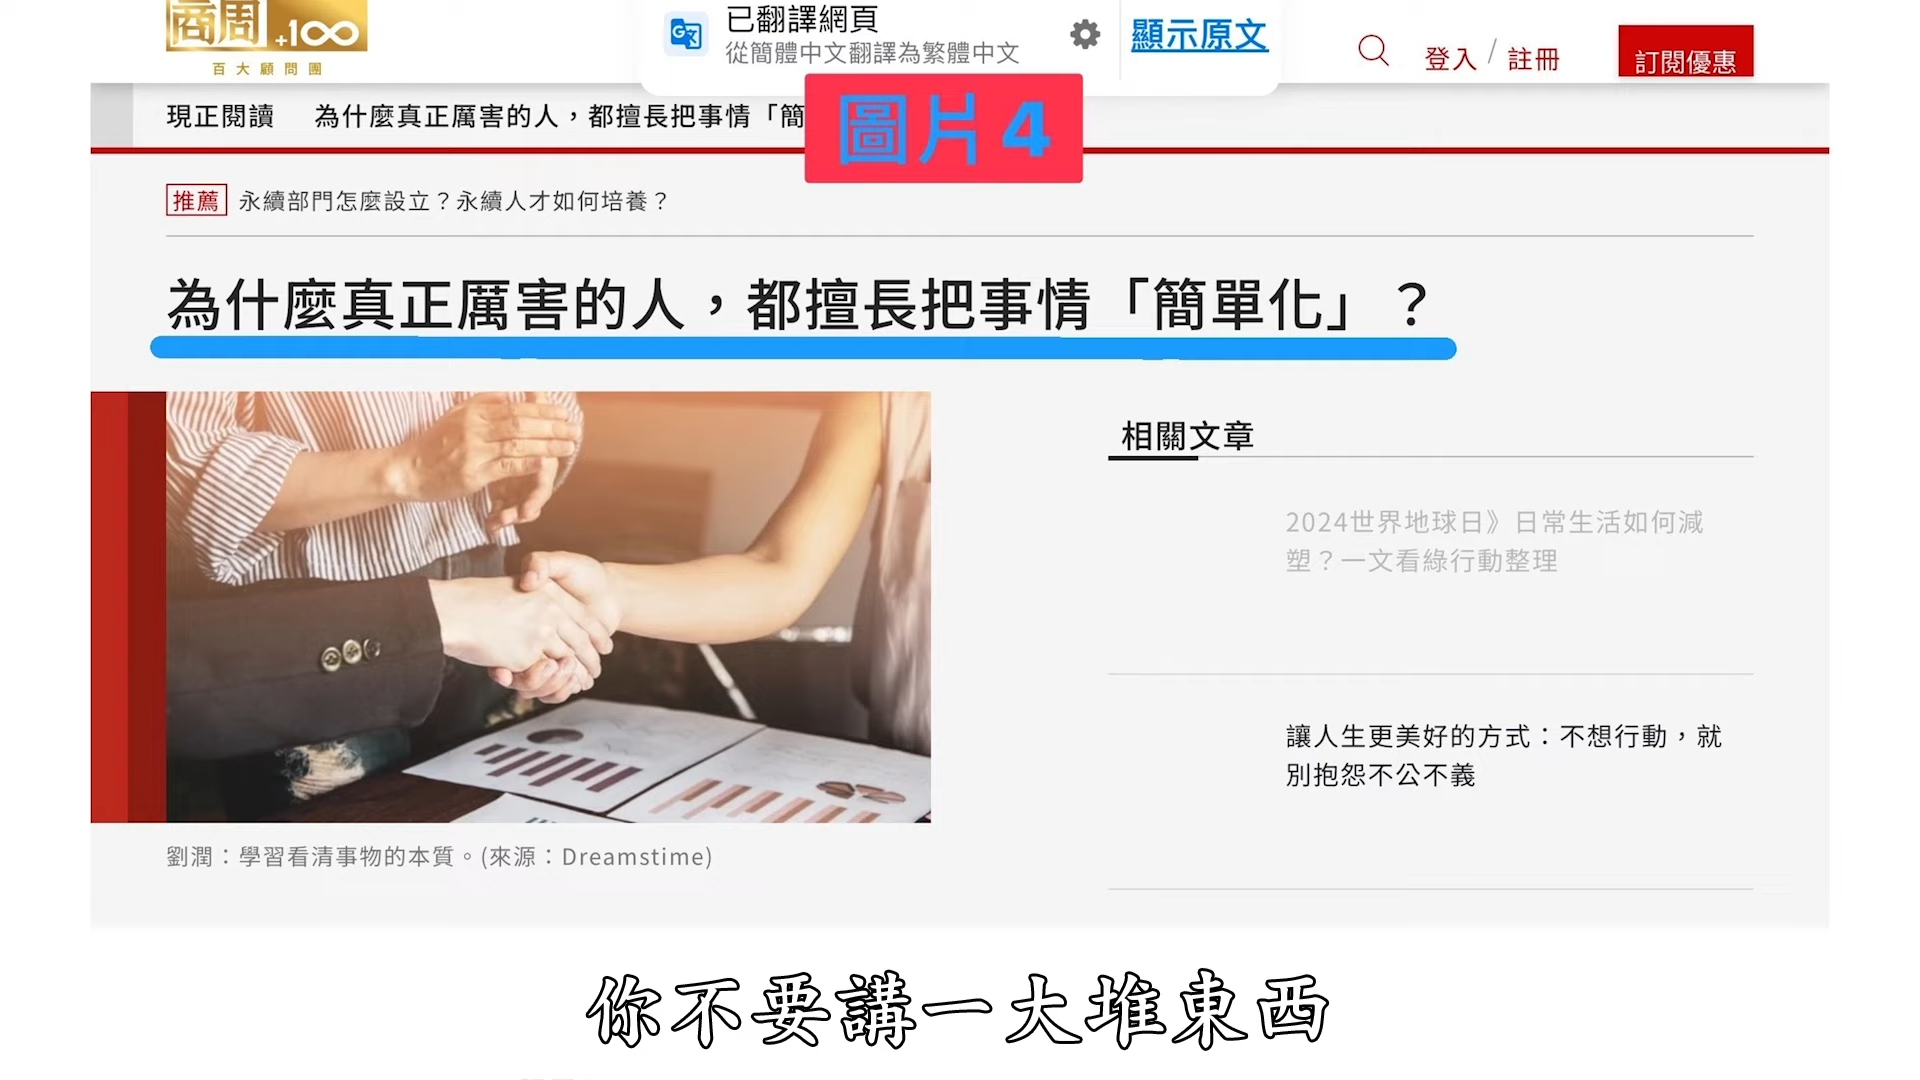 商周 +100
百大顧問團
已翻譯網頁
從簡體中文翻譯為繁體中文
顯示原文
登入 / 註冊
訂閱優惠
現正閱讀 為什麼真正厲害的人，都擅長把事情「簡
圖片4
推薦 永續部門怎麼設立？永續人才如何培養？
為什麼真正厲害的人，都擅長把事情「簡單化」？
相關文章
2024世界地球日》日常生活如何減
塑？一文看綠行動整理
讓人生更美好的方式：不想行動，就
別抱怨不公不義
劉潤：學習看清事物的本質。(來源：Dreamstime)
你不要講一大堆東西